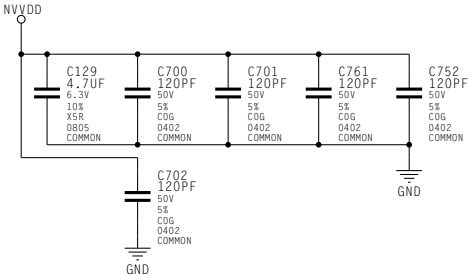 NVVDD
C129
4.7UF
6.3V
10%
X5R
0805
COMMON
C700
120PF
50V
5%
COG
0402
COMMON
C701
120PF
50V
5%
COG
0402
COMMON
C761
120PF
50V
5%
COG
0402
COMMON
C752
120PF
50V
5%
COG
0402
COMMON
GND
C702
120PF
50V
5%
COG
0402
COMMON
GND